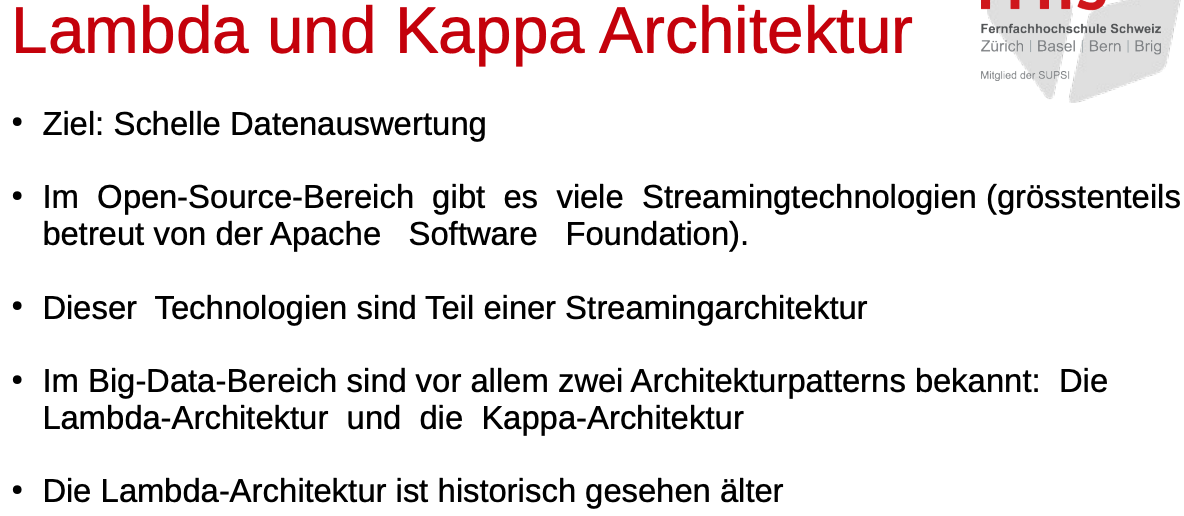 Lambda und Kappa Architektur
Fernfachhochschule Schweiz
Zürich | Basel | Bern | Brig
Mitglied der SUPSI
• Ziel: Schelle Datenauswertung
• Im Open-Source-Bereich gibt es viele Streamingtechnologien (grösstenteils
betreut von der Apache Software Foundation).
• Dieser Technologien sind Teil einer Streamingarchitektur
• Im Big-Data-Bereich sind vor allem zwei Architekturpatterns bekannt: Die
Lambda-Architektur und die Kappa-Architektur
• Die Lambda-Architektur ist historisch gesehen älter